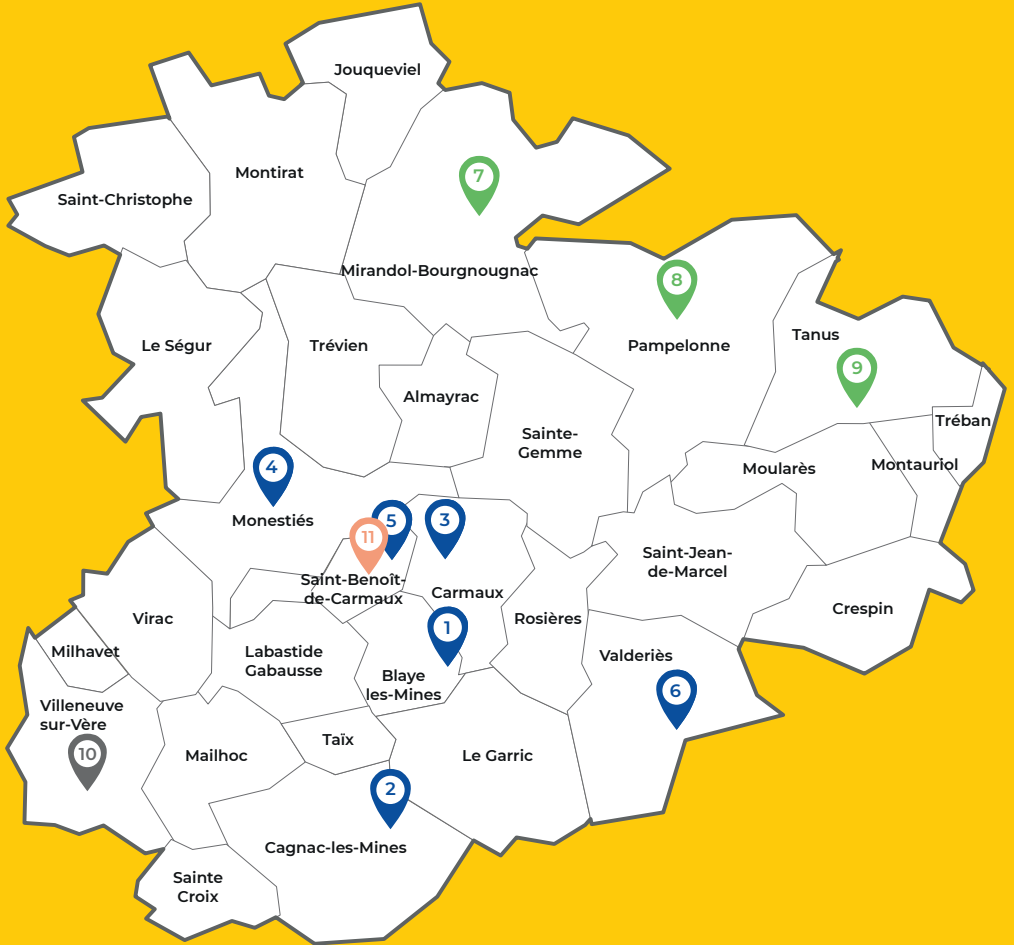 Jouqueviel
Montirat
7
Saint-Christophe
Mirandol-Bourgnougnac
8
Le Ségur
Trévien
Pampelonne
Tanus
9
Almayrac
Tréban
Sainte-
Gemme
4
Moularès
Montauriol
Monestiés
5
3
11
Saint-Jean-
de-Marcel
Saint-Benoît-
de-Carmaux
Carmaux
Virac
Rosières
Crespin
1
Milhavet
Labastide
Gabausse
Valderiès
Blaye
les-Mines
6
Villeneuve
sur-Vère
10
Mailhoc
Taïx
Le Garric
2
Cagnac-les-Mines
Sainte
Croix